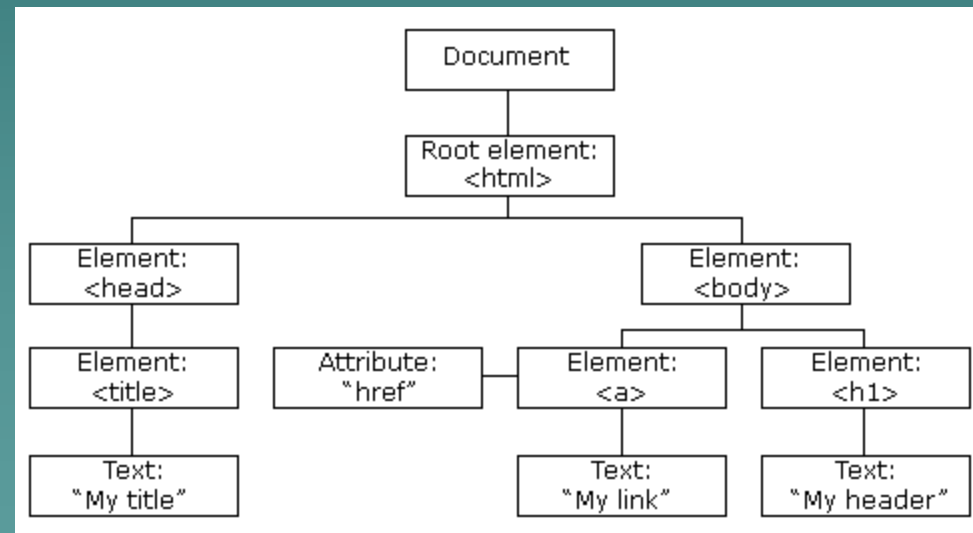 Document
Root element:
<html>
Element:
<head>
Element:
<body>
Element:
<title>
Attribute:
“href”
Element:
<a>
Element:
<h1>
Text:
“My title”
Text:
“My link”
Text:
“My header”